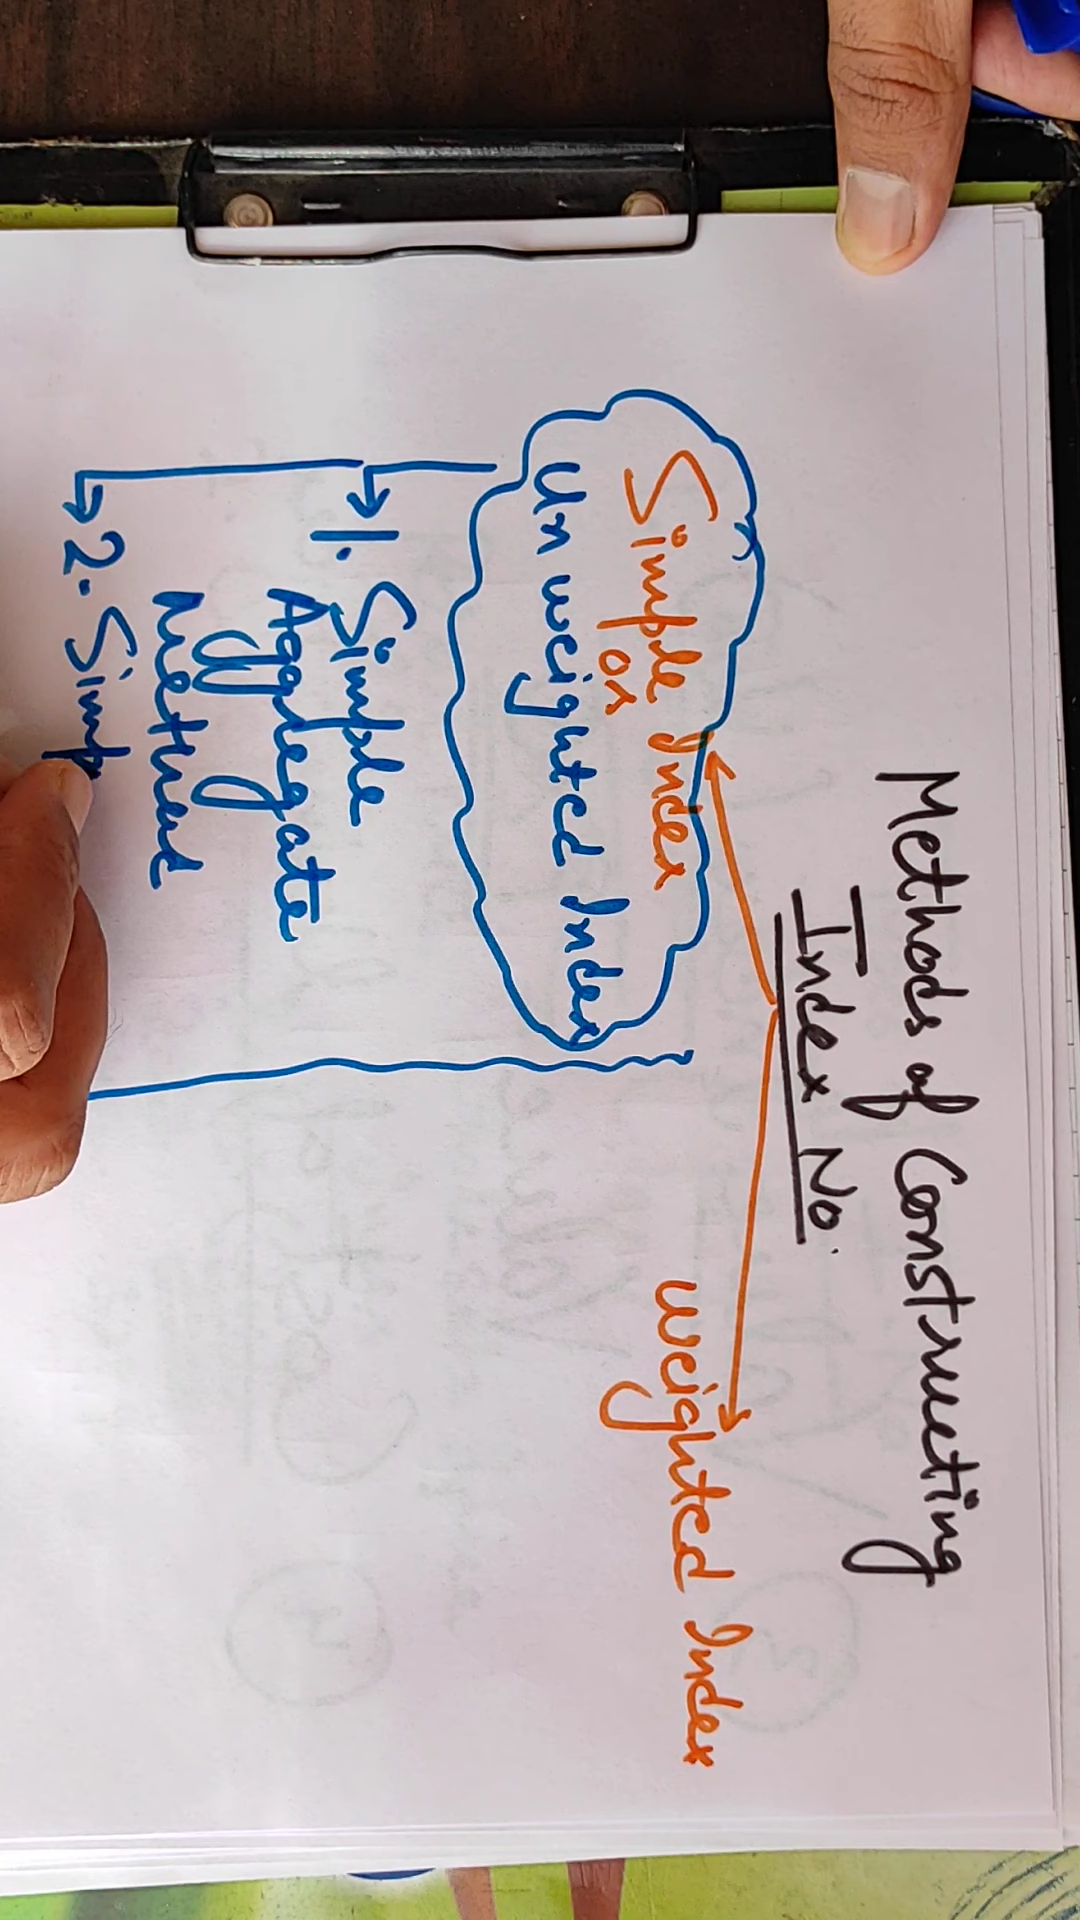 Methods of Constructing
Index No.
Simple Index
or
Unweighted Index
weighted Index
1. Simple
Aggregate
Method
2. Simp